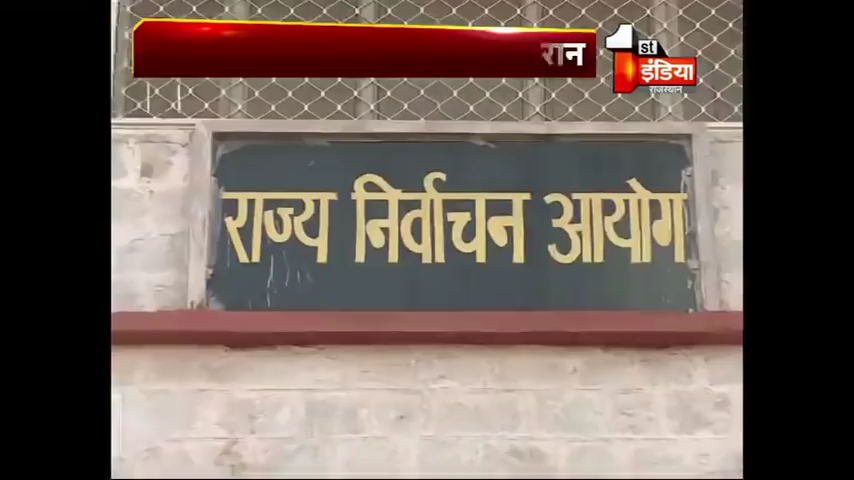 रान
1st
इंडिया
राजस्थान
राज्य निर्वाचन आयोग